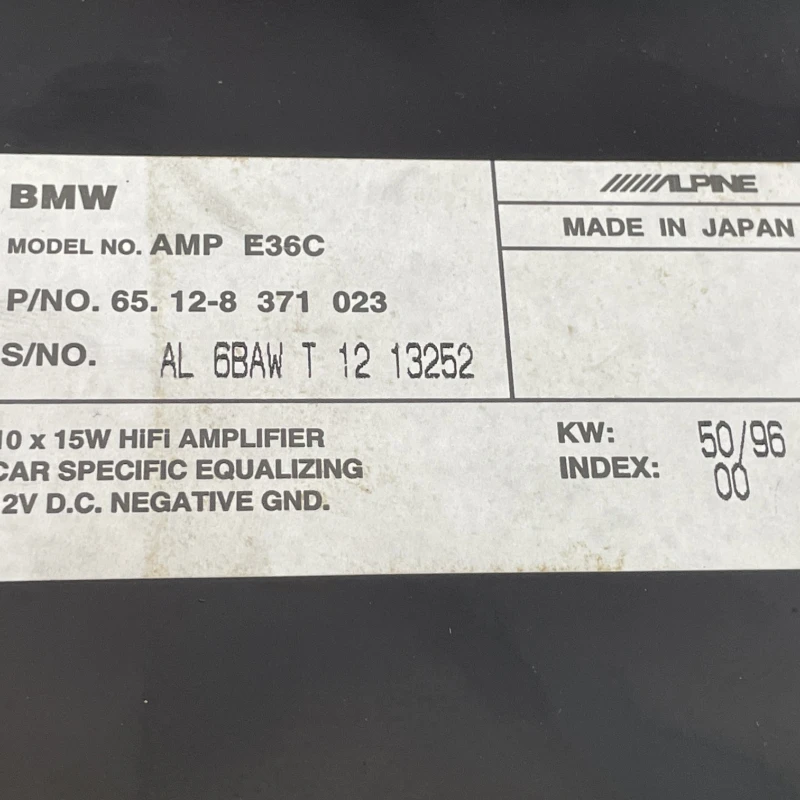 BMW
MODEL NO. AMP E36C
P/NO. 65. 12-8 371 023
S/NO. AL 6BAW T 12 13252
ALPINE
MADE IN JAPAN
10 x 15W HiFi AMPLIFIER
CAR SPECIFIC EQUALIZING
2V D.C. NEGATIVE GND.
KW: 50/96
INDEX: 00